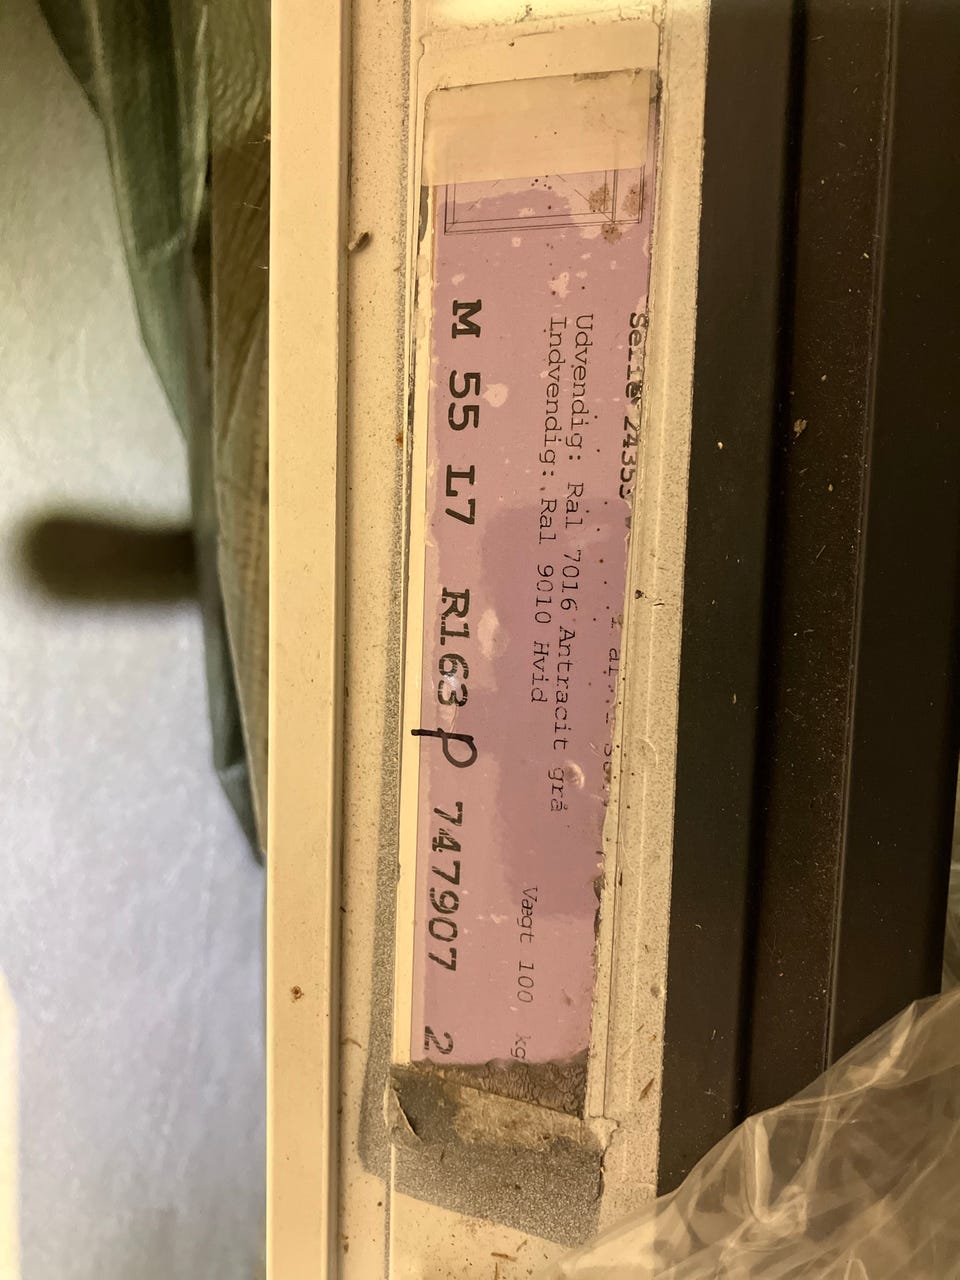 Udvendig: Ral 7016 Antracit grå
Indvendig: Ral 9010 Hvid
Vægt 100 kg
M 55 L7 R163 P 747907 2